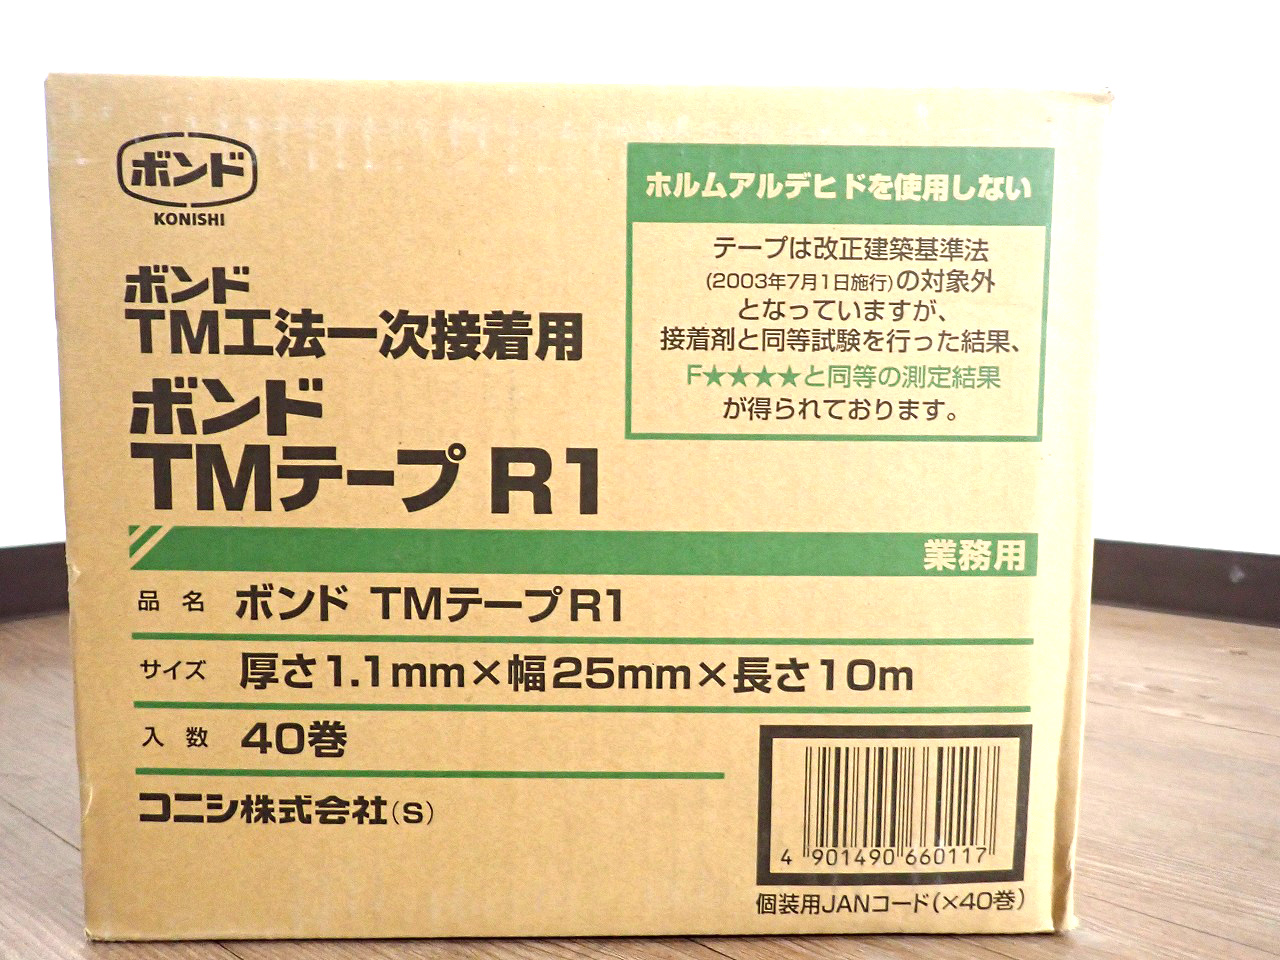 ボンド
KONISHI
ボンド
TM工法一次接着用
ボンド
TMテープ R1
ホルムアルデヒドを使用しない
テープは改正建築基準法
(2003年7月1日施行)の対象外
となっていますが、
接着剤と同等試験を行った結果、
F★★★★と同等の測定結果
が得られております。
業務用
品名 ボンド TMテープR1
サイズ 厚さ1.1mm×幅25mm×長さ10m
入数 40巻
コニシ株式会社(S)
4 901490 660117
個装用JANコード(×40巻)